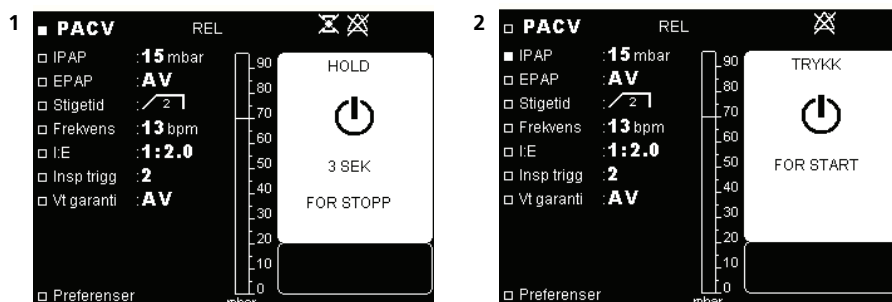 1
PACV REL
IPAP :15 mbar
EPAP :AV
Stigetid : 2
Frekvens :13 bpm
I:E :1:2.0
Insp trigg :2
Vt garanti :AV
Preferenser
90
80
70
60
50
40
30
20
10
0
mbar
HOLD
3 SEK
FOR STOPP
2
PACV REL
IPAP :15 mbar
EPAP :AV
Stigetid : 2
Frekvens :13 bpm
I:E :1:2.0
Insp trigg :2
Vt garanti :AV
Preferenser
90
80
70
60
50
40
30
20
10
0
mbar
TRYKK
FOR START